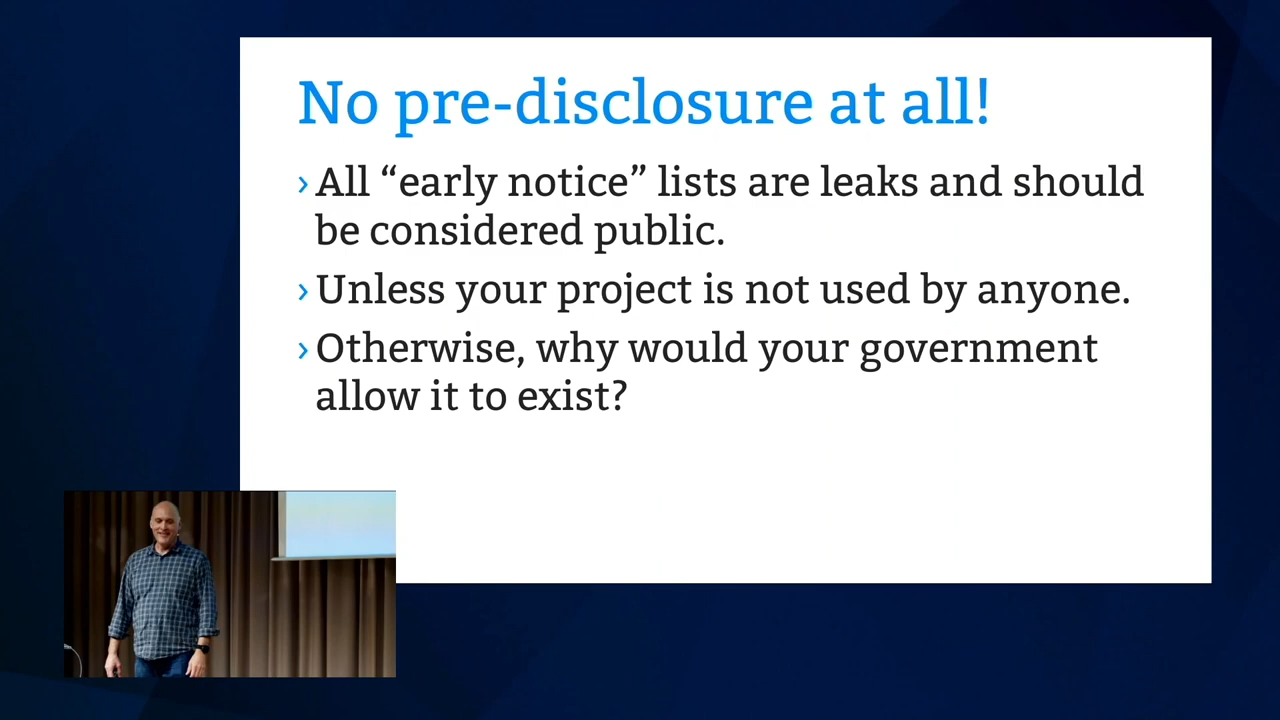 No pre-disclosure at all!
› All “early notice” lists are leaks and should
be considered public.
› Unless your project is not used by anyone.
› Otherwise, why would your government
allow it to exist?